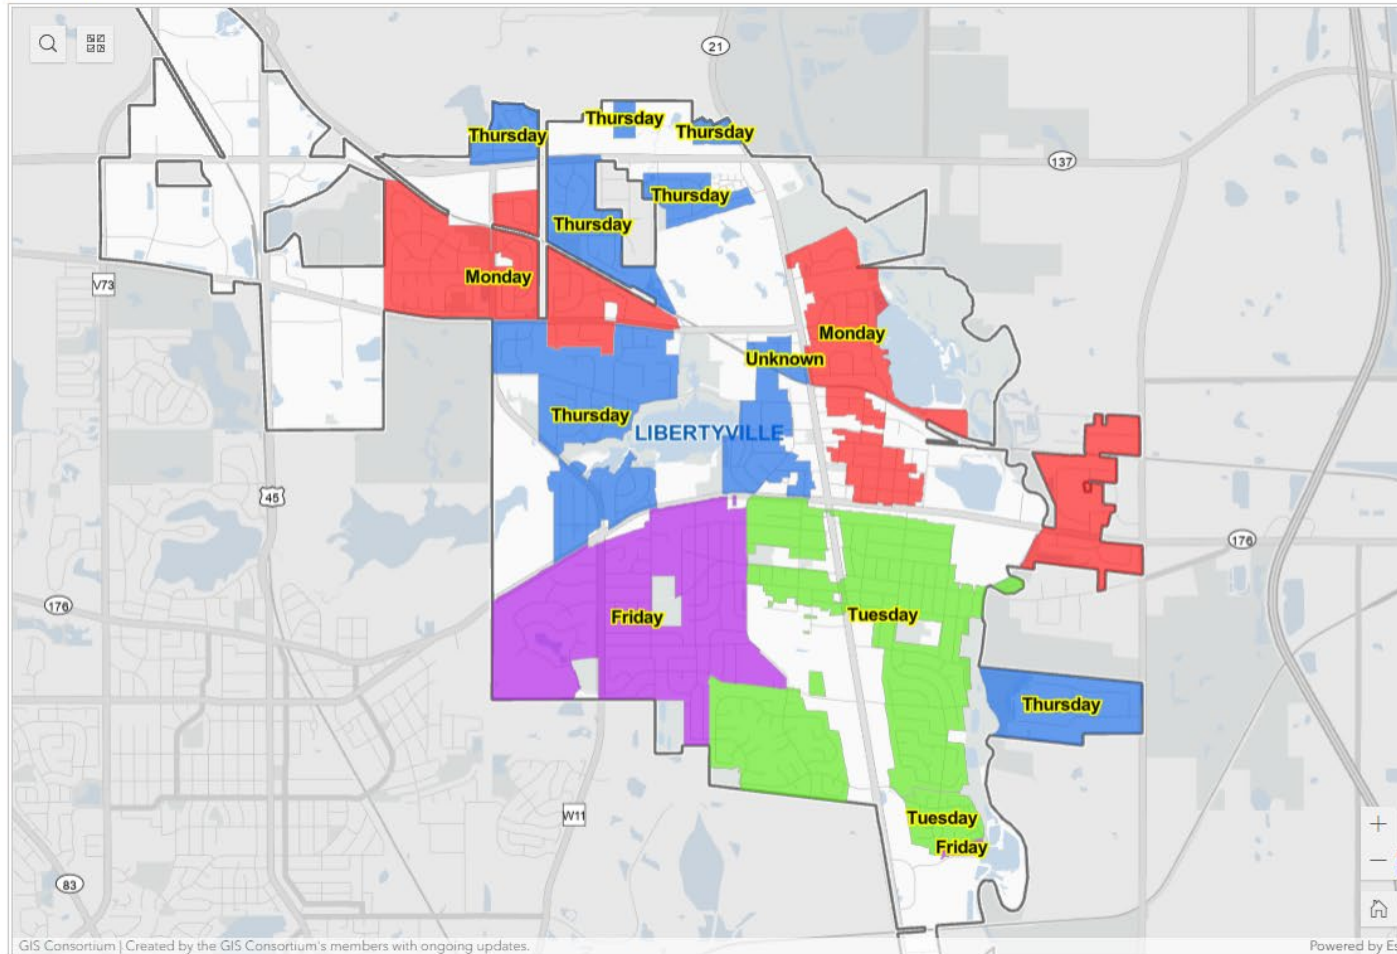 21
Thursday
Thursday
Thursday
137
Thursday
Thursday
Monday
V73
Monday
Unknown
Thursday
LIBERTYVILLE
45
176
176
Friday
Tuesday
Thursday
W11
Tuesday
Friday
83
GIS Consortium | Created by the GIS Consortium's members with ongoing updates.
Powered by Es